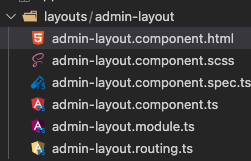 layouts/admin-layout
admin-layout.component.html
admin-layout.component.scss
admin-layout.component.spec.ts
admin-layout.component.ts
admin-layout.module.ts
admin-layout.routing.ts